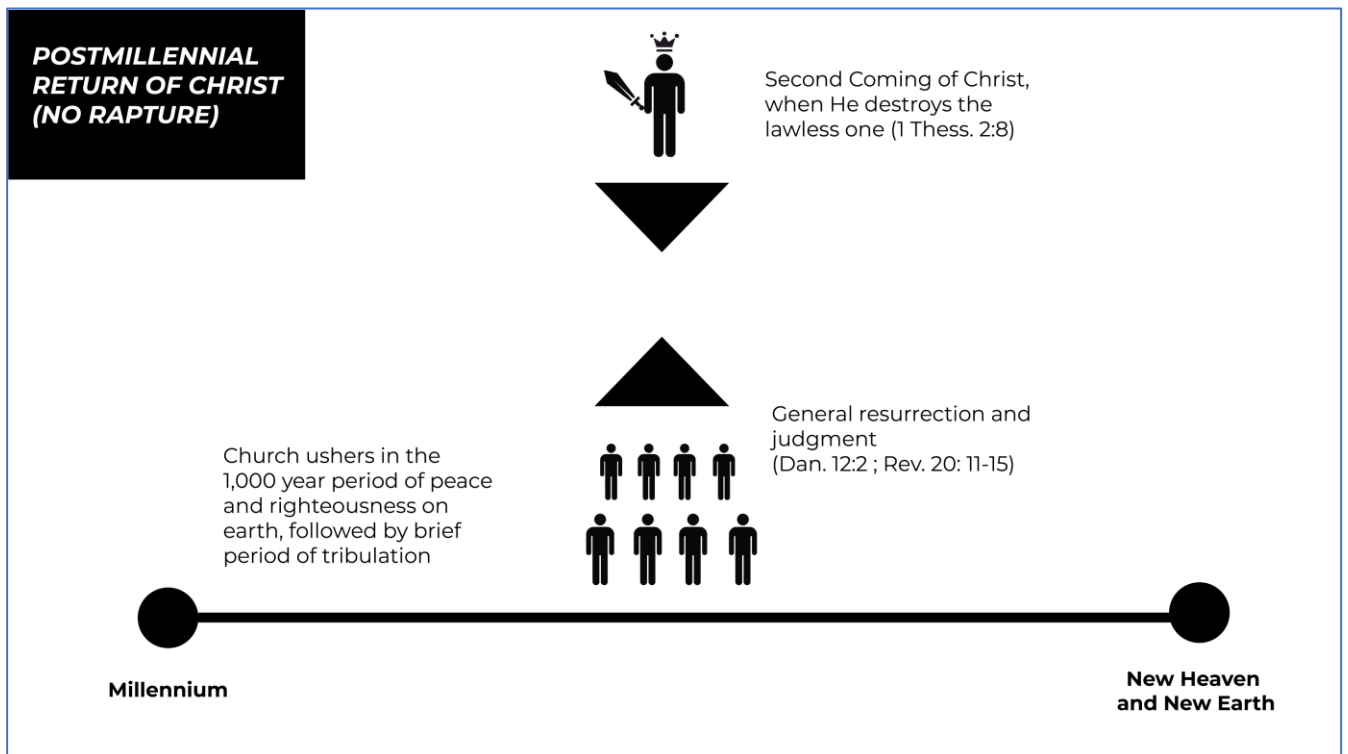 POSTMILLENNIAL
RETURN OF CHRIST
(NO RAPTURE)
Second Coming of Christ,
when He destroys the
lawless one (1 Thess. 2:8)
General resurrection and
judgment
(Dan. 12:2 ; Rev. 20: 11-15)
Church ushers in the
1,000 year period of peace
and righteousness on
earth, followed by brief
period of tribulation
Millennium
New Heaven
and New Earth